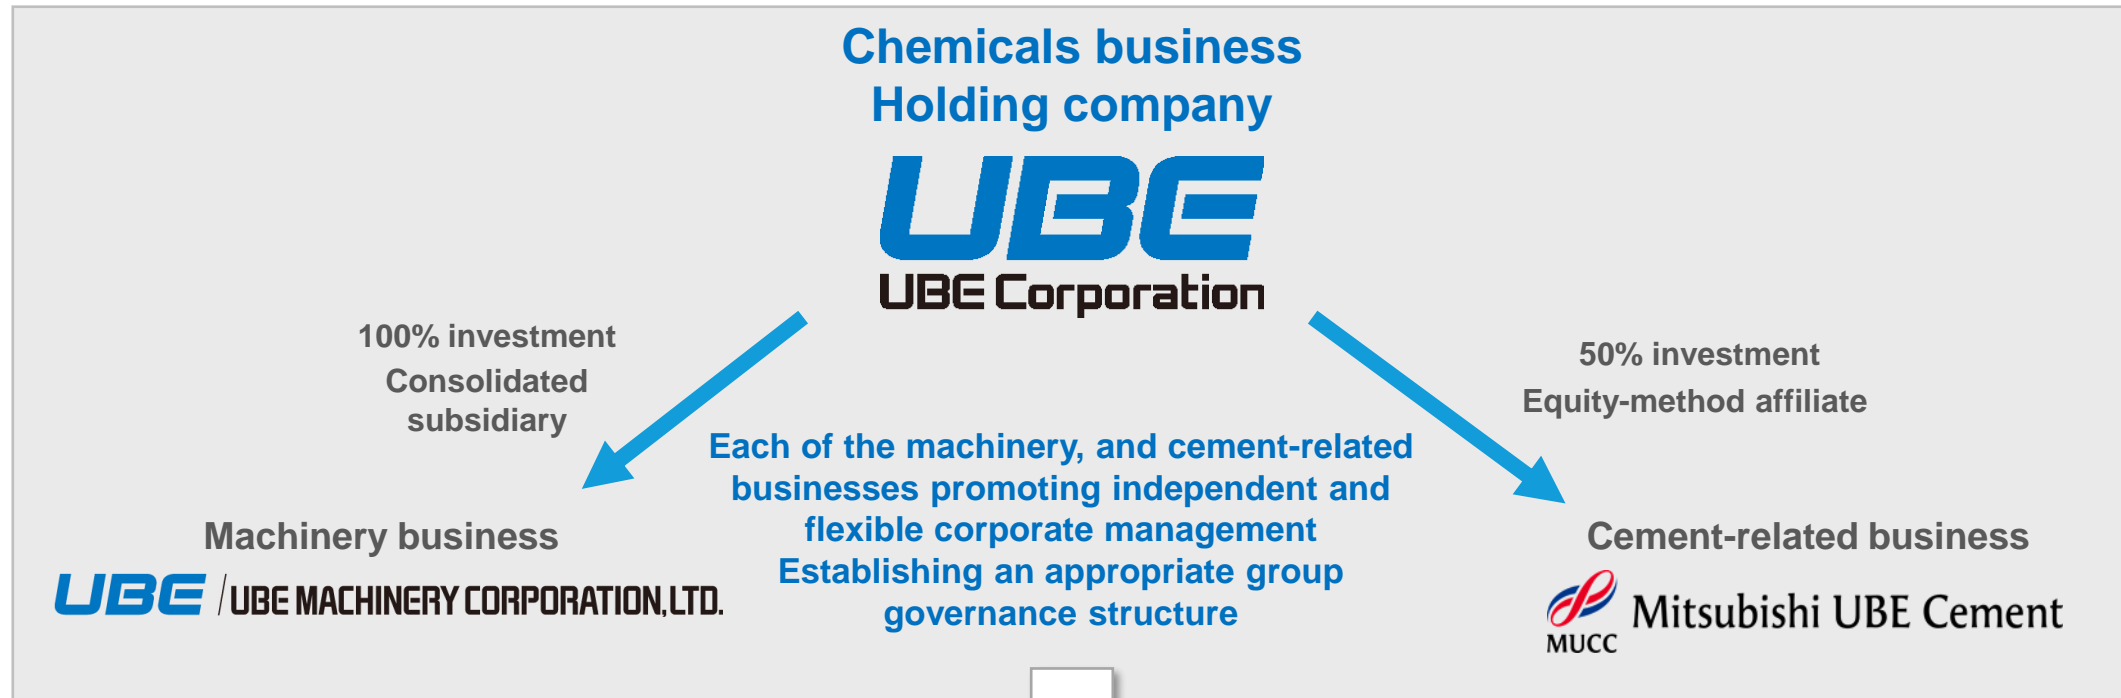 Chemicals business
Holding company
UBE
UBE Corporation
100% investment
Consolidated
subsidiary
50% investment
Equity-method affiliate
Each of the machinery, and cement-related
businesses promoting independent and
flexible corporate management
Establishing an appropriate group
governance structure
Machinery business
UBE / UBE MACHINERY CORPORATION, LTD.
Cement-related business
MUCC
Mitsubishi UBE Cement